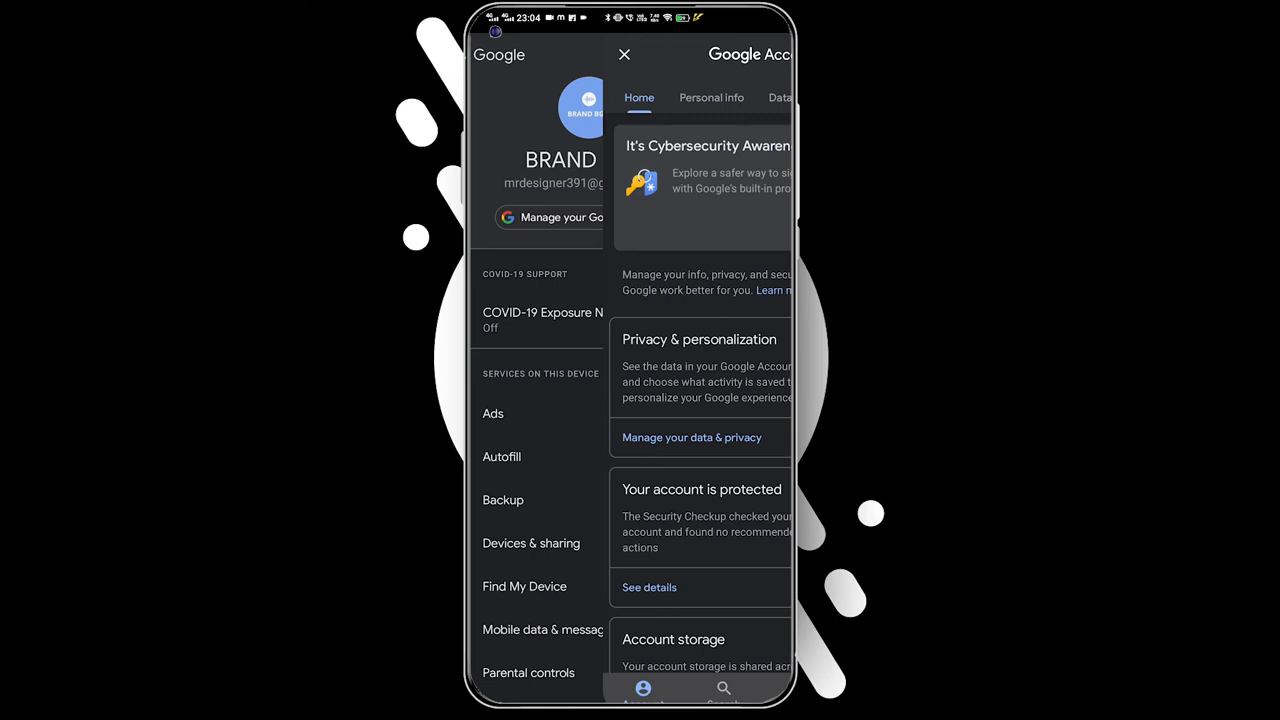 23:04
Google
BRAND BG
BRAND
mrdesigner391@g
Manage your Go
COVID-19 SUPPORT
COVID-19 Exposure N
Off
SERVICES ON THIS DEVICE
Ads
Autofill
Backup
Devices & sharing
Find My Device
Mobile data & messag
Parental controls
Google Acc
Home
Personal info
Data
It's Cybersecurity Awaren
Explore a safer way to si
with Google's built-in pro
Manage your info, privacy, and secu
Google work better for you. Learn m
Privacy & personalization
See the data in your Google Accour
and choose what activity is saved t
personalize your Google experience
Manage your data & privacy
Your account is protected
The Security Checkup checked your
account and found no recommende
actions
See details
Account storage
Your account storage is shared acr